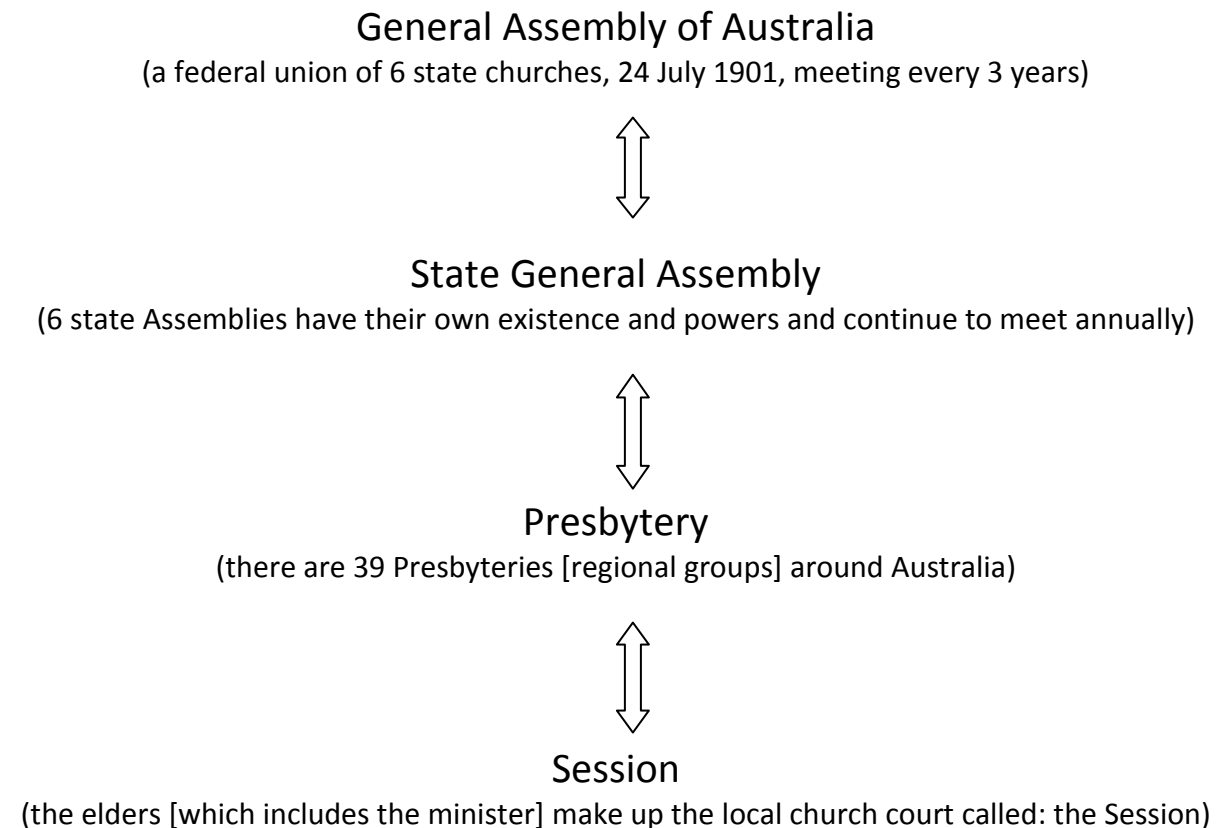 General Assembly of Australia
(a federal union of 6 state churches, 24 July 1901, meeting every 3 years)
State General Assembly
(6 state Assemblies have their own existence and powers and continue to meet annually)
Presbytery
(there are 39 Presbyteries [regional groups] around Australia)
Session
(the elders [which includes the minister] make up the local church court called: the Session)